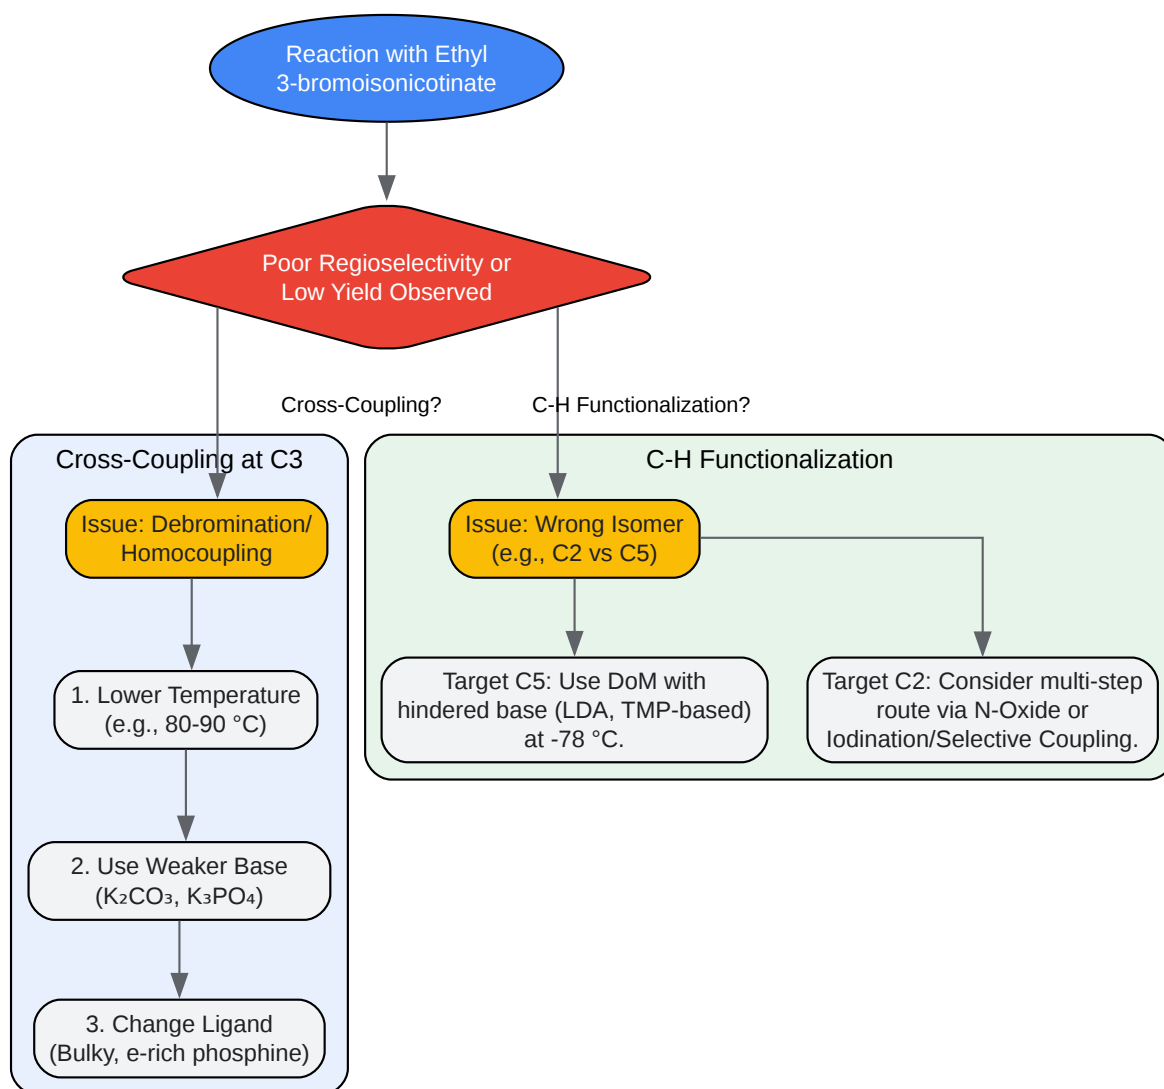 Reaction with Ethyl
3-bromoisonicotinate
Poor Regioselectivity or
Low Yield Observed
Cross-Coupling?
C-H Functionalization?
Cross-Coupling at C3
Issue: Debromination/
Homocoupling
1. Lower Temperature
(e.g., 80-90 °C)
2. Use Weaker Base
(K₂CO₃, K₃PO₄)
3. Change Ligand
(Bulky, e-rich phosphine)
C-H Functionalization
Issue: Wrong Isomer
(e.g., C2 vs C5)
Target C5: Use DoM with
hindered base (LDA, TMP-based)
at -78 °C.
Target C2: Consider multi-step
route via N-Oxide or
Iodination/Selective Coupling.